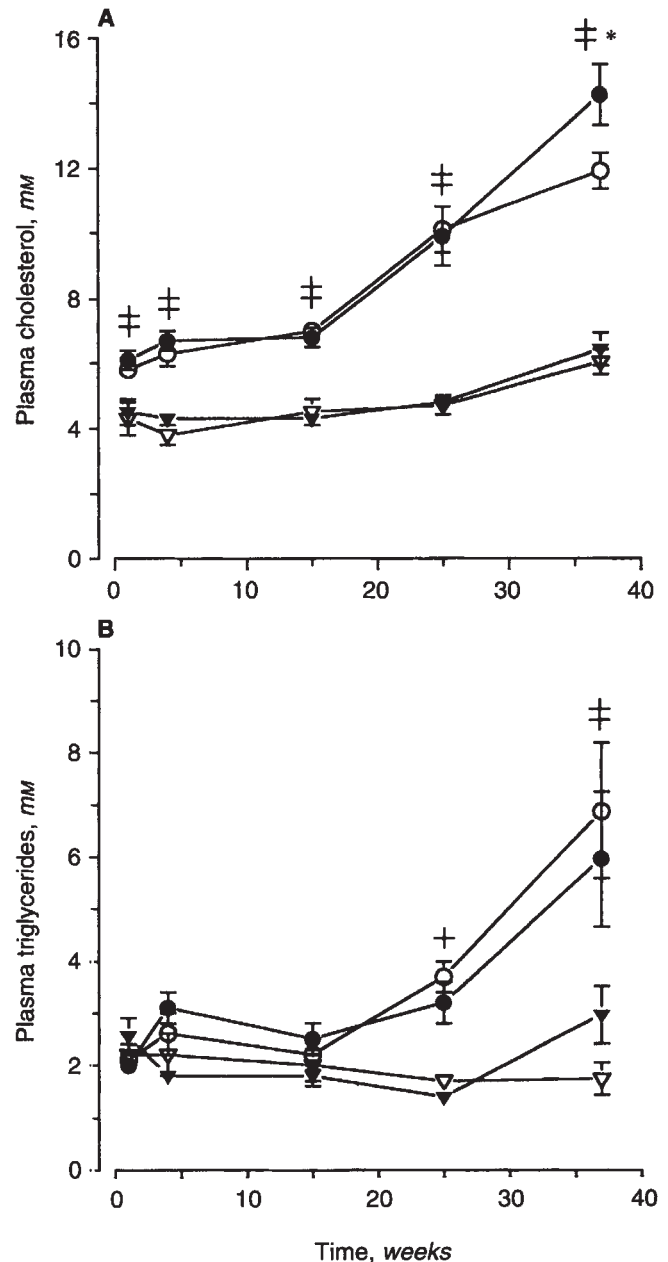 A
16
12
8
4
0
Plasma cholesterol, mM
‡ ‡ ‡ ‡ ‡ *
0 10 20 30 40
B
10
8
6
4
2
0
Plasma triglycerides, mM
+ ‡
0 10 20 30 40
Time, weeks